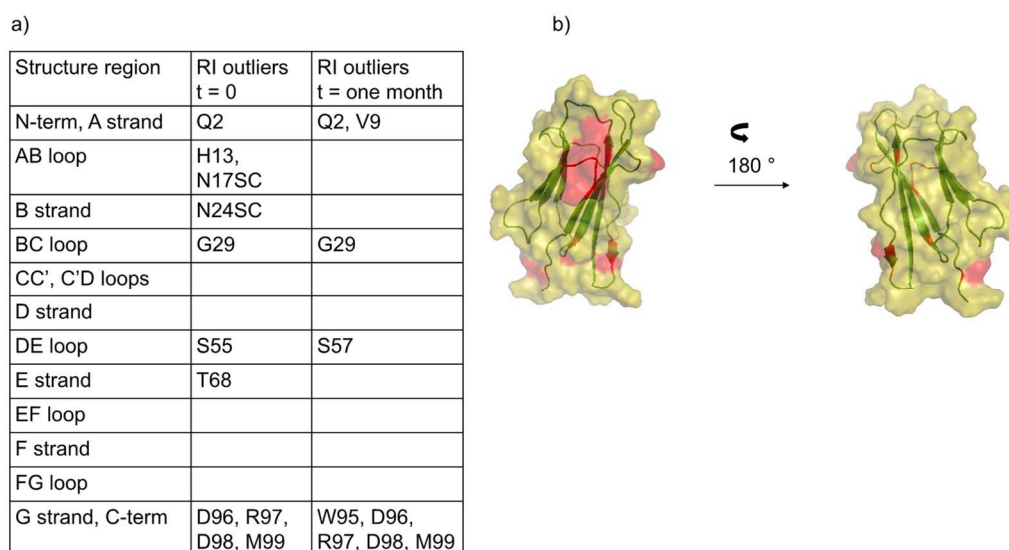 a)
b)
Structure region RI outliers RI outliers
t = 0 t = one month
N-term, A strand Q2 Q2, V9
AB loop H13,
N17SC
B strand N24SC
BC loop G29 G29
CC’, C’D loops
D strand
DE loop S55 S57
E strand T68
EF loop
F strand
FG loop
G strand, C-term D96, R97, W95, D96,
D98, M99 R97, D98, M99
180 °